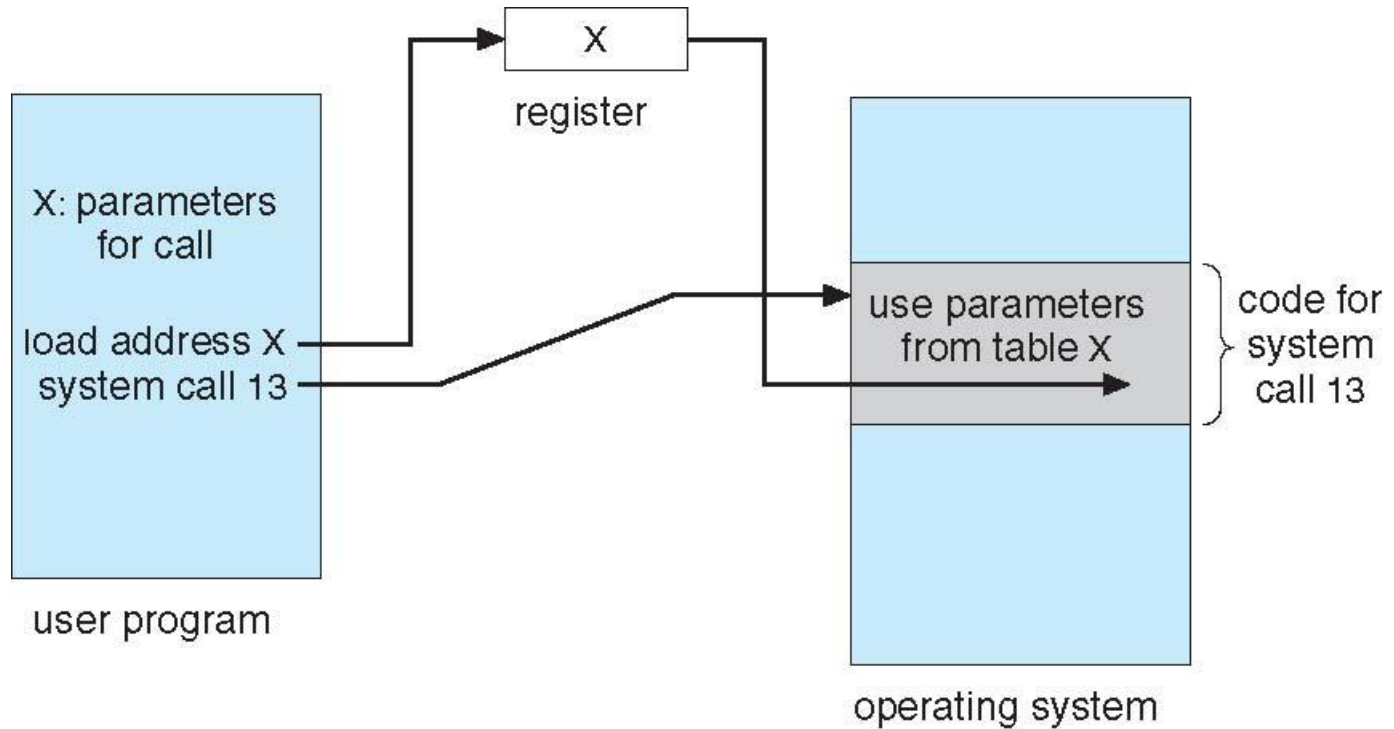 X
register
X: parameters
for call
load address X
system call 13
user program
use parameters
from table X
code for
system
call 13
operating system